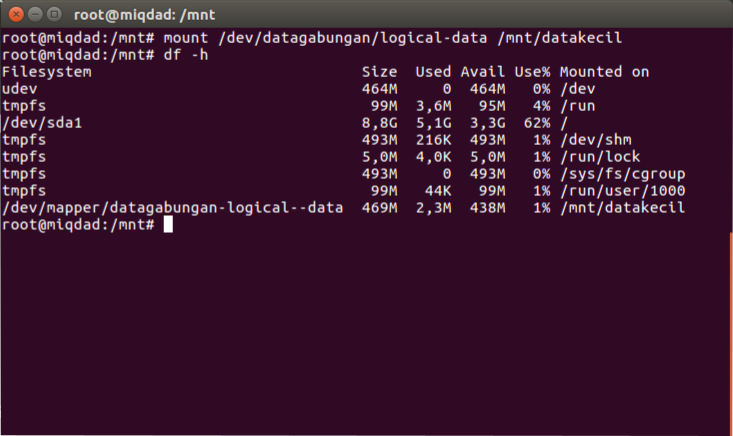 root@miqdad: /mnt
root@miqdad:/mnt# mount /dev/datagabungan/logical-data /mnt/datakecil
root@miqdad:/mnt# df -h
Filesystem                              Size  Used Avail Use% Mounted on
udev                                    464M     0  464M   0% /dev
tmpfs                                    99M  3,6M   95M   4% /run
/dev/sda1                               8,8G  5,1G  3,3G  62% /
tmpfs                                   493M  216K  493M   1% /dev/shm
tmpfs                                   5,0M  4,0K  5,0M   1% /run/lock
tmpfs                                   493M     0  493M   0% /sys/fs/cgroup
tmpfs                                    99M   44K   99M   1% /run/user/1000
/dev/mapper/datagabungan-logical--data  469M  2,3M  438M   1% /mnt/datakecil
root@miqdad:/mnt#